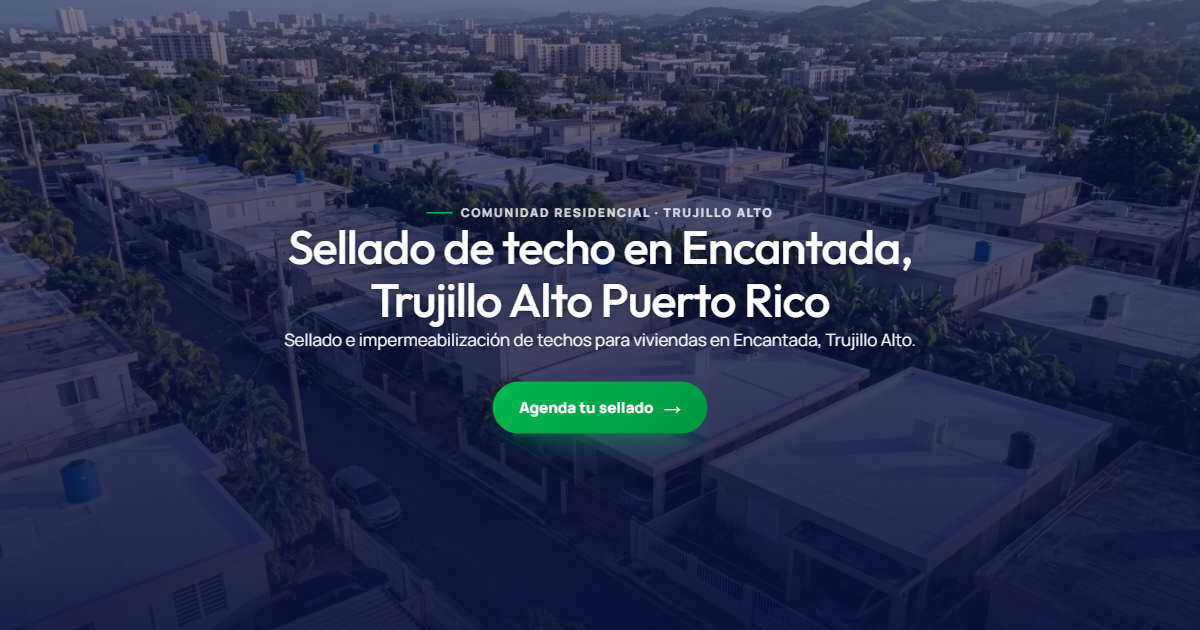 COMUNIDAD RESIDENCIAL · TRUJILLO ALTO
Sellado de techo en Encantada,
Trujillo Alto Puerto Rico
Sellado e impermeabilización de techos para viviendas en Encantada, Trujillo Alto.
Agenda tu sellado →